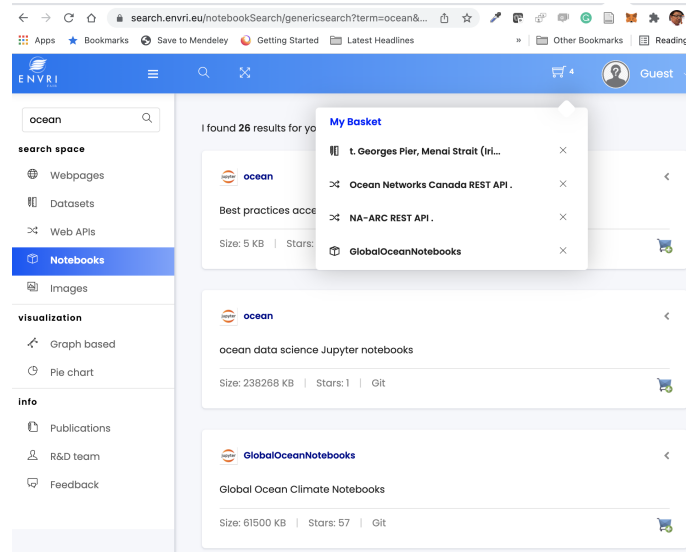 search.envri.eu/notebookSearch/genericsearch?term=ocean&...
Apps Bookmarks Save to Mendeley Getting Started Latest Headlines » Other Bookmarks Reading
ENVRI
4
Guest
ocean
search space
Webpages
Datasets
Web APIs
Notebooks
Images
visualization
Graph based
Pie chart
info
Publications
R&D team
Feedback
I found 26 results for yo
My Basket
t. Georges Pier, Menai Strait (Iri...
Ocean Networks Canada REST API .
NA-ARC REST API .
GlobalOceanNotebooks
jupyter ocean
Best practices acce
Size: 5 KB | Stars:
jupyter ocean
ocean data science Jupyter notebooks
Size: 238268 KB | Stars: 1 | Git
jupyter GlobalOceanNotebooks
Global Ocean Climate Notebooks
Size: 61500 KB | Stars: 57 | Git